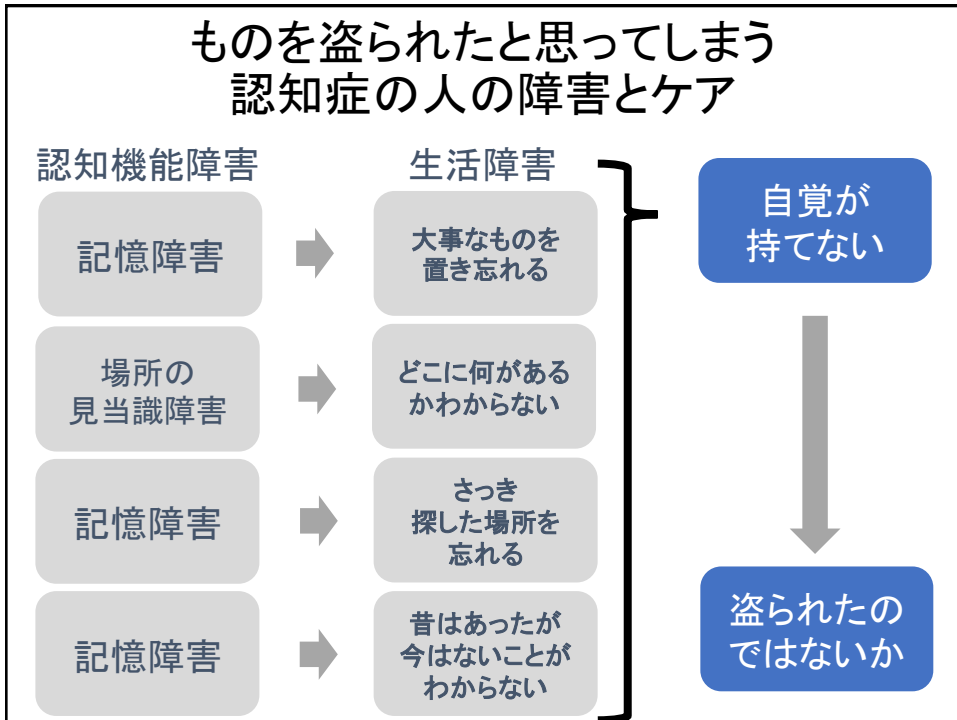 ものを盗られたと思ってしまう
認知症の人の障害とケア
認知機能障害
生活障害
記憶障害
大事なものを
置き忘れる
場所の
見当識障害
どこに何がある
かわからない
記憶障害
さっき
探した場所を
忘れる
記憶障害
昔はあったが
今はないことが
わからない
自覚が
持てない
盗られたの
ではないか